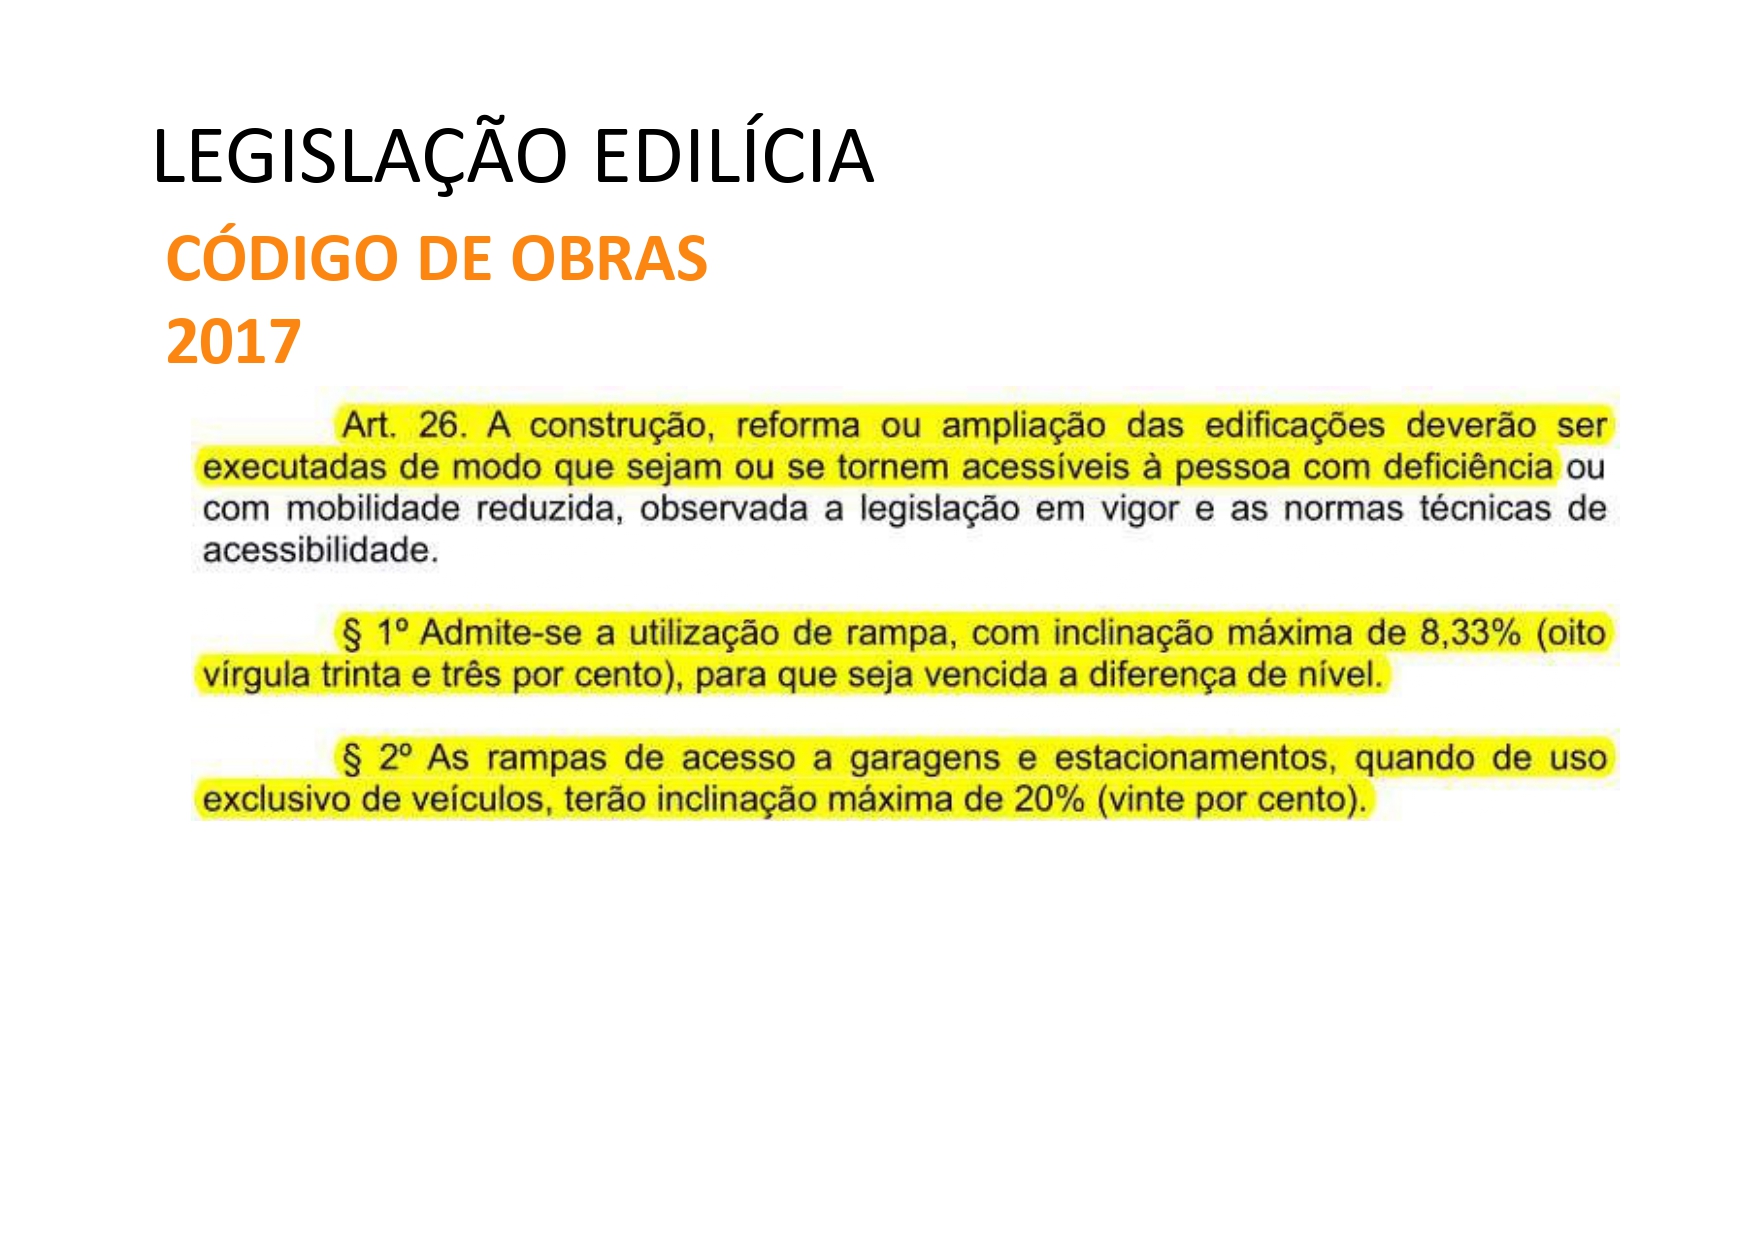 LEGISLAÇÃO EDILÍCIA
CÓDIGO DE OBRAS
2017
Art. 26. A construção, reforma ou ampliação das edificações deverão ser
executadas de modo que sejam ou se tornem acessíveis à pessoa com deficiência ou
com mobilidade reduzida, observada a legislação em vigor e as normas técnicas de
acessibilidade.
§ 1º Admite-se a utilização de rampa, com inclinação máxima de 8,33% (oito
vírgula trinta e três por cento), para que seja vencida a diferença de nível.
§ 2º As rampas de acesso a garagens e estacionamentos, quando de uso
exclusivo de veículos, terão inclinação máxima de 20% (vinte por cento).